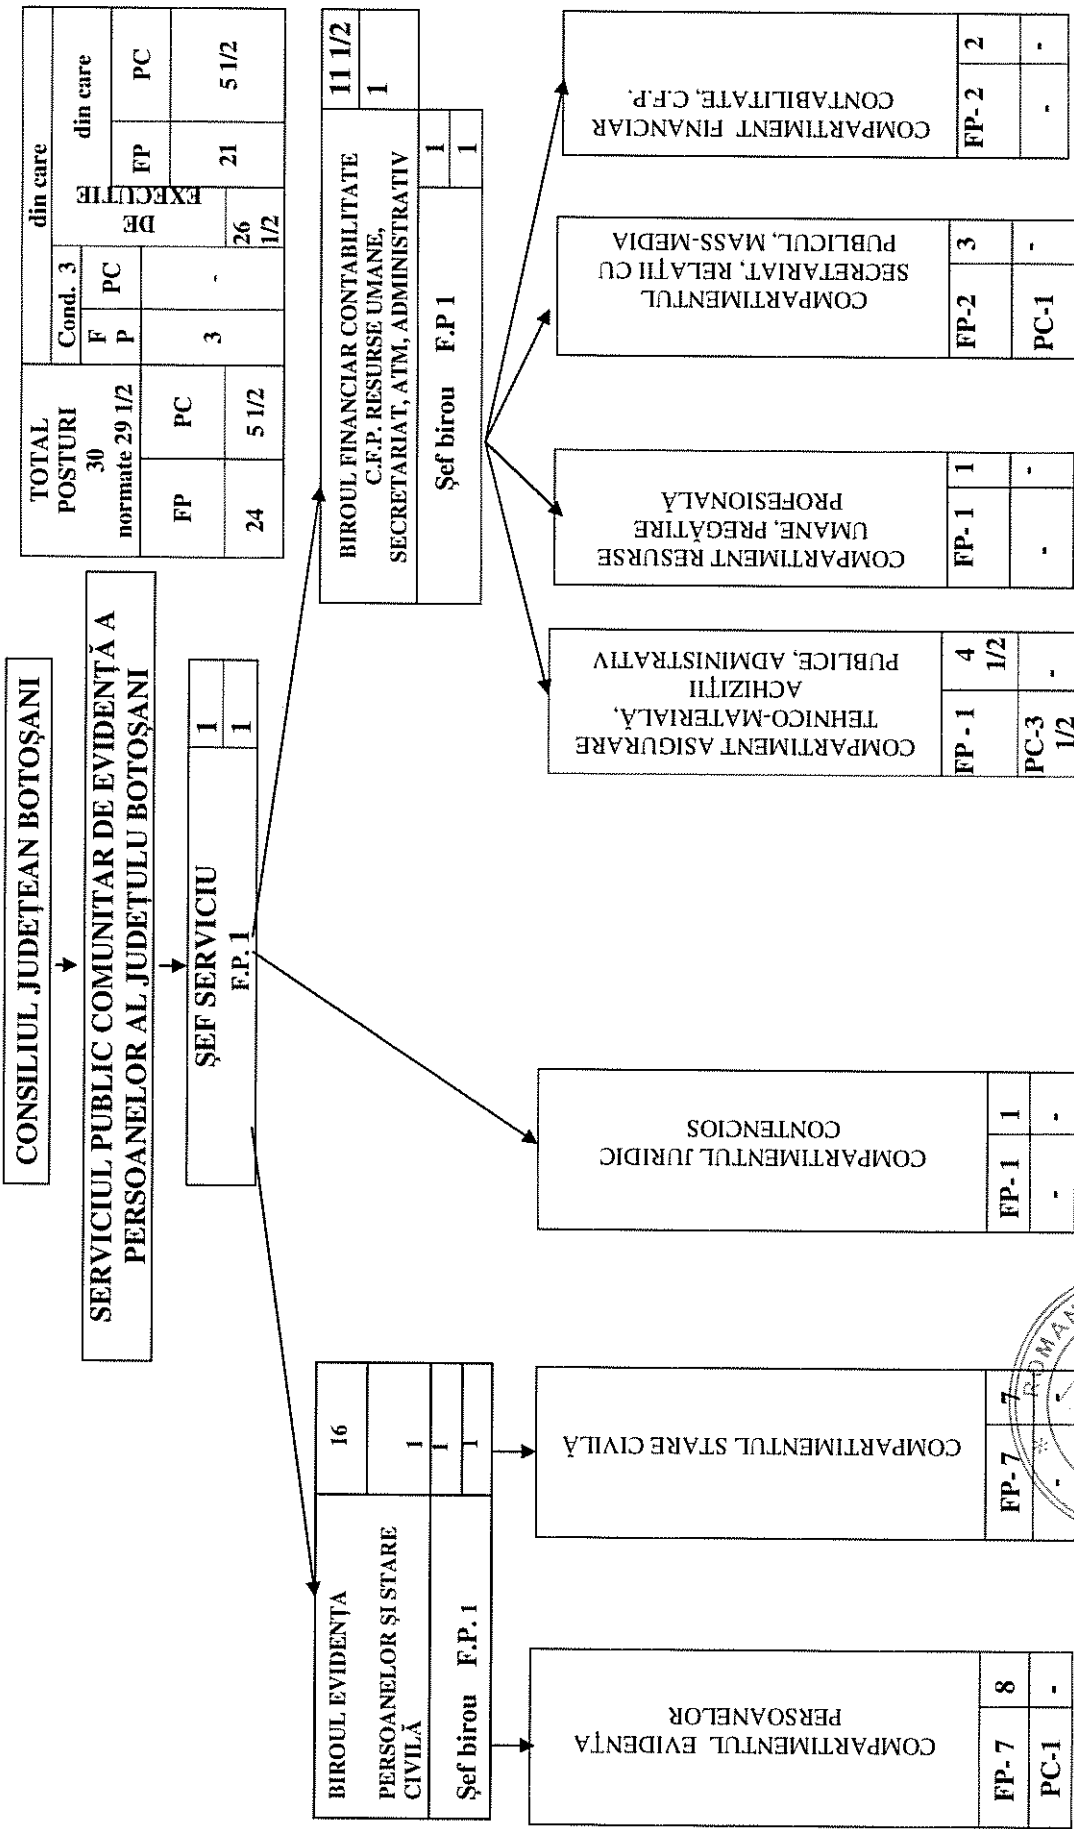 CONSILIUL JUDEȚEAN BOTOȘANI
SERVICIUL PUBLIC COMUNITAR DE EVIDENȚĂ A
PERSOANELOR AL JUDEȚULU BOTOȘANI
ȘEF SERVICIU
F.P. 1
1
1
TOTAL
POSTURI
30
normate 29 1/2
din care
Cond. 3
DE
EXECUTIE
din care
F
P
PC
FP
PC
FP
PC
3
-
26
1/2
21
5 1/2
24
5 1/2
BIROUL EVIDENȚA
PERSOANELOR ȘI STARE
CIVILĂ
16
1
Șef birou F.P. 1
1
1
BIROUL FINANCIAR CONTABILITATE
C.F.P. RESURSE UMANE,
SECRETARIAT, ATM, ADMINISTRATIV
11 1/2
1
Șef birou F.P 1
1
1
COMPARTIMENTUL EVIDENȚA
PERSOANELOR
FP- 7 8
PC-1 -
COMPARTIMENTUL STARE CIVILĂ
FP- 7 7
- -
ROMAN
COMPARTIMENTUL JURIDIC
CONTENCIOS
FP- 1 1
- -
COMPARTIMENT ASIGURARE
TEHNICO-MATERIALĂ,
ACHIZIȚII
PUBLICE, ADMINISTRATIV
FP - 1 4
1/2
PC-3 -
1/2
COMPARTIMENT RESURSE
UMANE, PREGĂTIRE
PROFESIONALĂ
FP- 1 1
- -
COMPARTIMENTUL
SECRETARIAT, RELAȚII CU
PUBLICUL, MASS-MEDIA
FP-2 3
PC-1 -
COMPARTIMENT FINANCIAR
CONTABILITATE, C.F.P.
FP- 2 2
- -